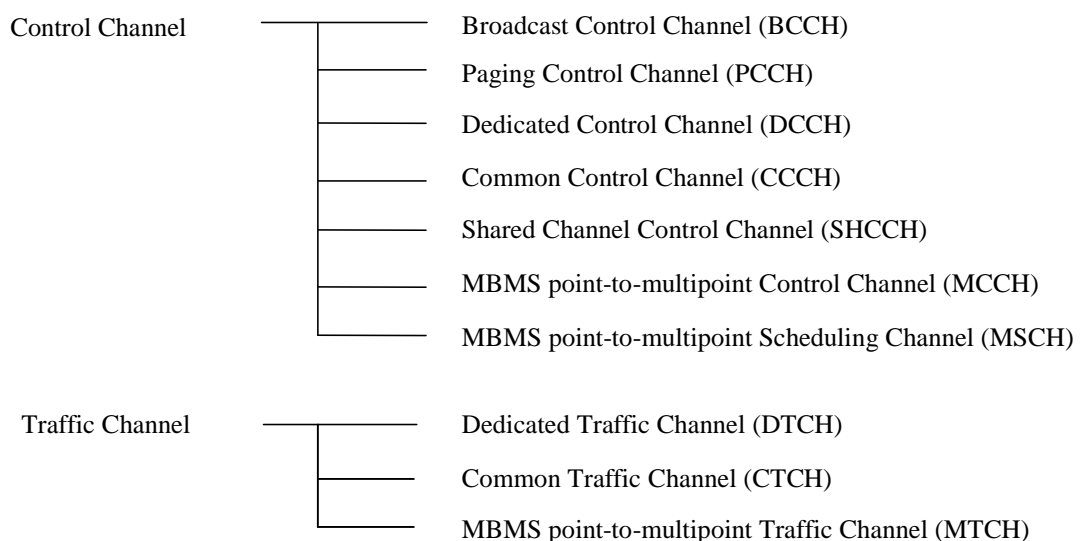 Control Channel
Broadcast Control Channel (BCCH)
Paging Control Channel (PCCH)
Dedicated Control Channel (DCCH)
Common Control Channel (CCCH)
Shared Channel Control Channel (SHCCH)
MBMS point-to-multipoint Control Channel (MCCH)
MBMS point-to-multipoint Scheduling Channel (MSCH)
Traffic Channel
Dedicated Traffic Channel (DTCH)
Common Traffic Channel (CTCH)
MBMS point-to-multipoint Traffic Channel (MTCH)